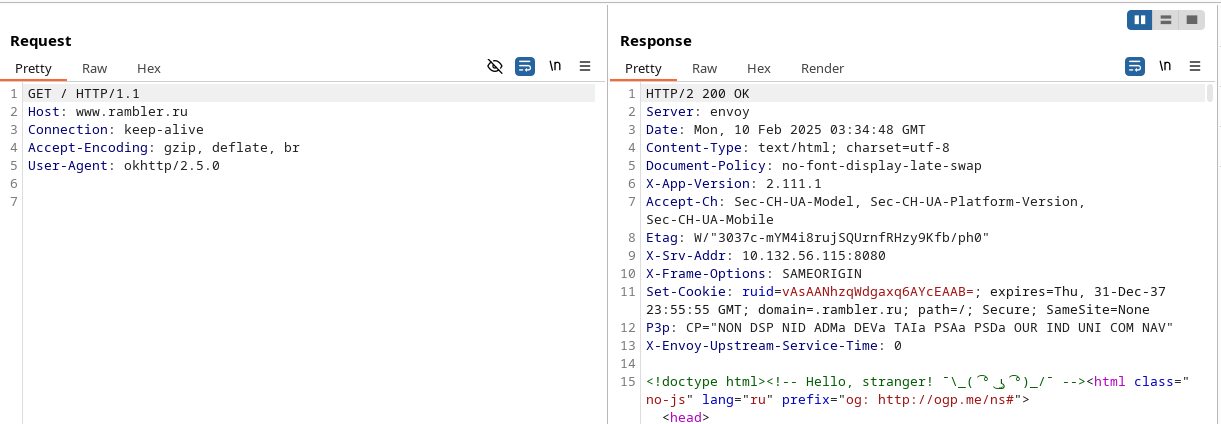 Request
Pretty Raw Hex \n
1 GET / HTTP/1.1
2 Host: www.rambler.ru
3 Connection: keep-alive
4 Accept-Encoding: gzip, deflate, br
5 User-Agent: okhttp/2.5.0
6
7
Response
Pretty Raw Hex Render \n
1 HTTP/2 200 OK
2 Server: envoy
3 Date: Mon, 10 Feb 2025 03:34:48 GMT
4 Content-Type: text/html; charset=utf-8
5 Document-Policy: no-font-display-late-swap
6 X-App-Version: 2.111.1
7 Accept-Ch: Sec-CH-UA-Model, Sec-CH-UA-Platform-Version,
Sec-CH-UA-Mobile
8 Etag: W/"3037c-mYM4i8rujSQUrnfRHzy9Kfb/ph0"
9 X-Srv-Addr: 10.132.56.115:8080
10 X-Frame-Options: SAMEORIGIN
11 Set-Cookie: ruid=vAsAANhzqWdgaxq6AYcEAAB=; expires=Thu, 31-Dec-37
23:55:55 GMT; domain=.rambler.ru; path=/; Secure; SameSite=None
12 P3p: CP="NON DSP NID ADMa DEVa TAIa PSAa PSDa OUR IND UNI COM NAV"
13 X-Envoy-Upstream-Service-Time: 0
14
15 <!doctype html><!-- Hello, stranger! ¯\_( ͡° ͜ʖ ͡°)_/¯ --><html class="
no-js" lang="ru" prefix="og: http://ogp.me/ns#">
<head>